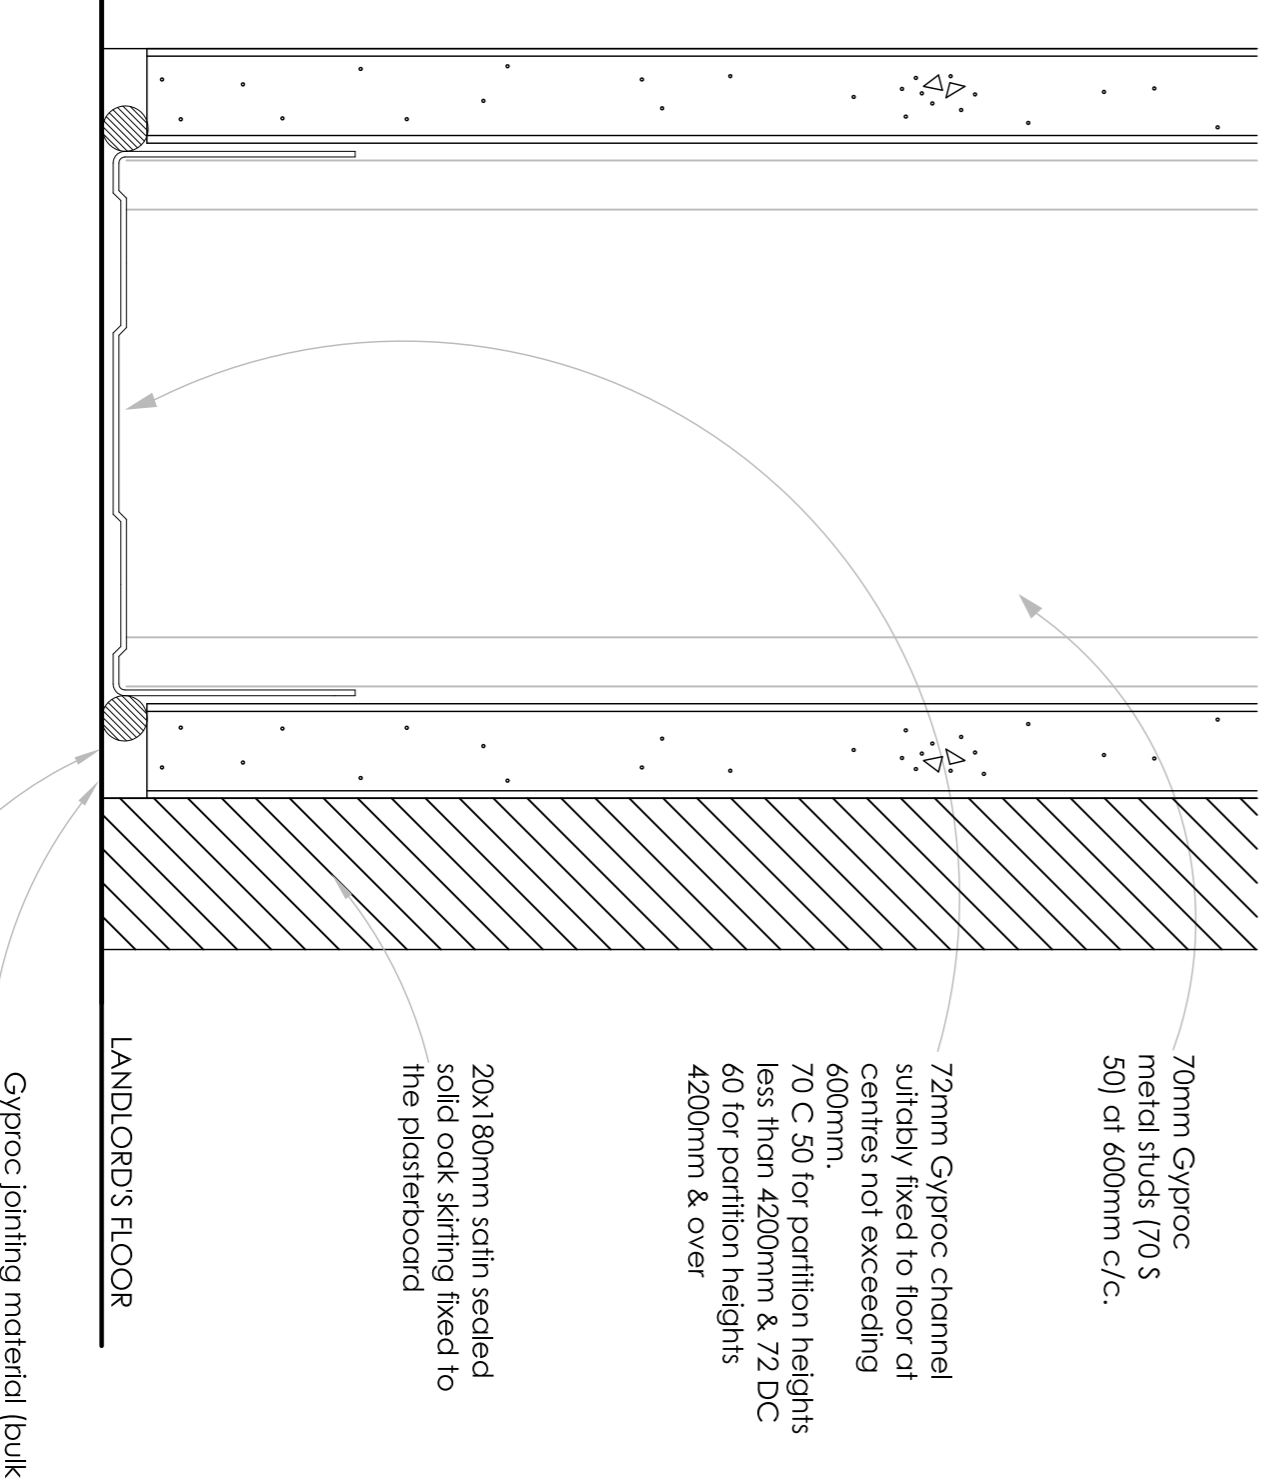 70mm Gyproc
metal studs (70 S
50) at 600mm c/c.
72mm Gyproc channel
suitably fixed to floor at
centres not exceeding
600mm.
70 C 50 for partition heights
less than 4200mm & 72 DC
60 for partition heights
4200mm & over
20x180mm satin sealed
solid oak skirting fixed to
the plasterboard
LANDLORD'S FLOOR
Gyproc jointing material (bulk